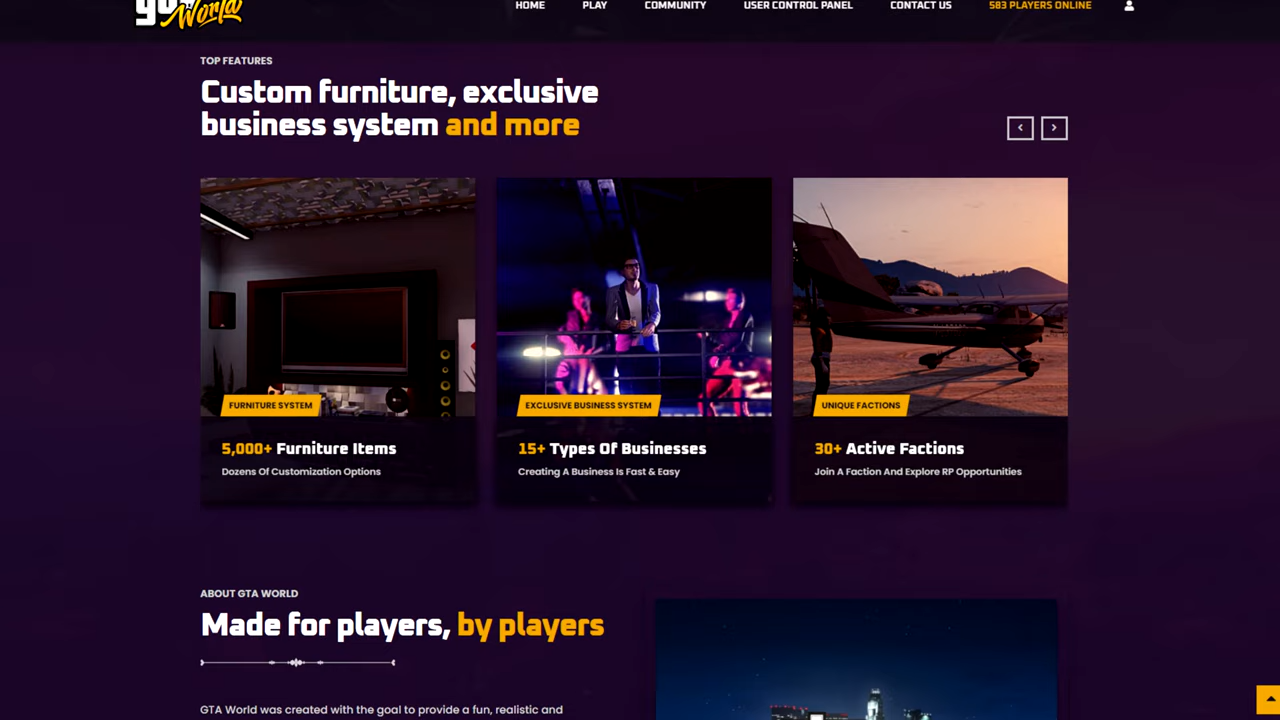 World
HOME PLAY COMMUNITY USER CONTROL PANEL CONTACT US 583 PLAYERS ONLINE
TOP FEATURES
Custom furniture, exclusive
business system and more
FURNITURE SYSTEM
5,000+ Furniture Items
Dozens Of Customization Options
EXCLUSIVE BUSINESS SYSTEM
15+ Types Of Businesses
Creating A Business Is Fast & Easy
UNIQUE FACTIONS
30+ Active Factions
Join A Faction And Explore RP Opportunities
ABOUT GTA WORLD
Made for players, by players
GTA World was created with the goal to provide a fun, realistic and